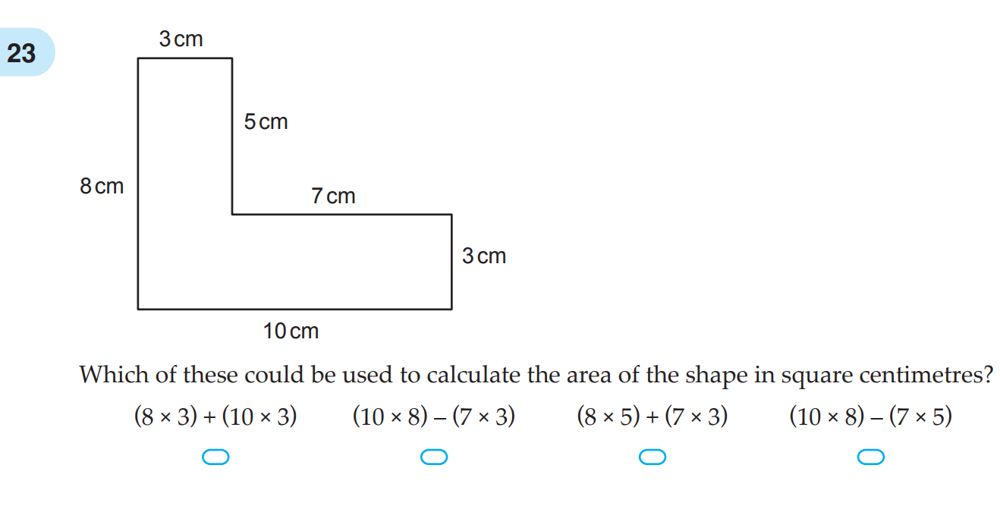 23
3 cm
5 cm
8 cm
7 cm
3 cm
10 cm
Which of these could be used to calculate the area of the shape in square centimetres?
(8 × 3) + (10 × 3) (10 × 8) – (7 × 3) (8 × 5) + (7 × 3) (10 × 8) – (7 × 5)